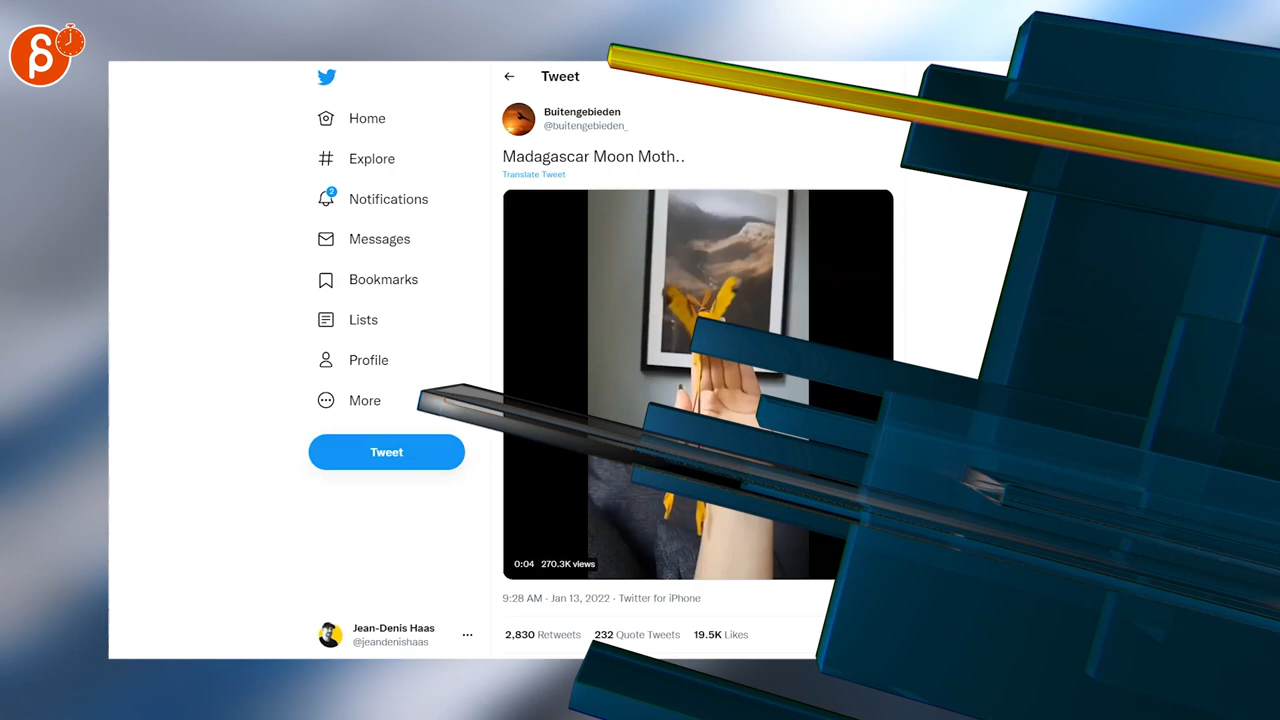 Home
Explore
2
Notifications
Messages
Bookmarks
Lists
Profile
More
Tweet
Jean-Denis Haas
@jeandenishaas
Tweet
Buitengebieden
@buitengebieden_
Madagascar Moon Moth..
Translate Tweet
0:04 270.3K views
9:28 AM · Jan 13, 2022 · Twitter for iPhone
2,830 Retweets 232 Quote Tweets 19.5K Likes